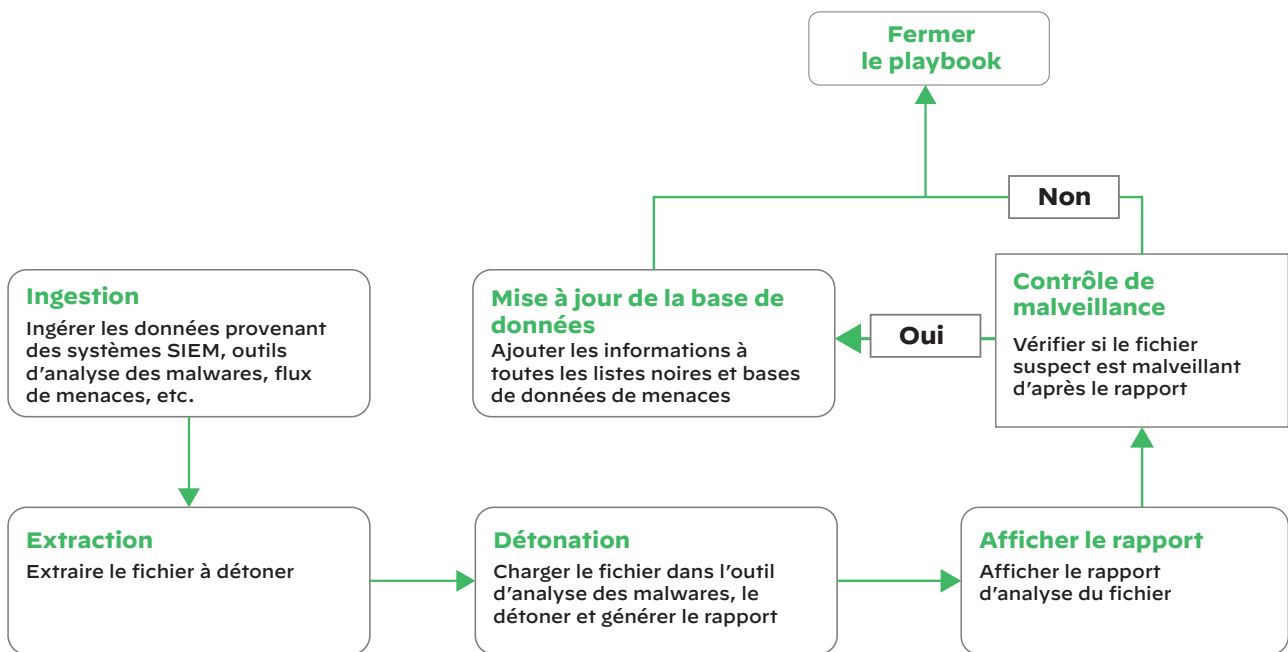 Fermer
le playbook
Non
Ingestion
Ingérer les données provenant
des systèmes SIEM, outils
d’analyse des malwares, flux
de menaces, etc.
Mise à jour de la base de
données
Ajouter les informations à
toutes les listes noires et bases
de données de menaces
Oui
Contrôle de
malveillance
Vérifier si le fichier
suspect est malveillant
d’après le rapport
Extraction
Extraire le fichier à détoner
Détonation
Charger le fichier dans l’outil
d’analyse des malwares, le
détoner et générer le rapport
Afficher le rapport
Afficher le rapport
d’analyse du fichier